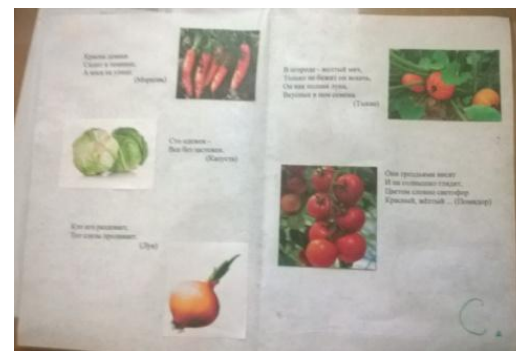 Красна девица
Сидит в темнице,
А коса на улице.
(Морковь)
Сто одежек -
Все без застежек.
(Капуста)
Кто его раздевает,
Тот слезы проливает.
(Лук)
В огороде - желтый мяч,
Только не бежит он вскачь,
Он как полная луна,
Вкусные в нем семена.
(Тыква)
Они гроздьями висят
И на солнышко глядят,
Цветом словно светофор
Красный, жёлтый ... (Помидор)
С.